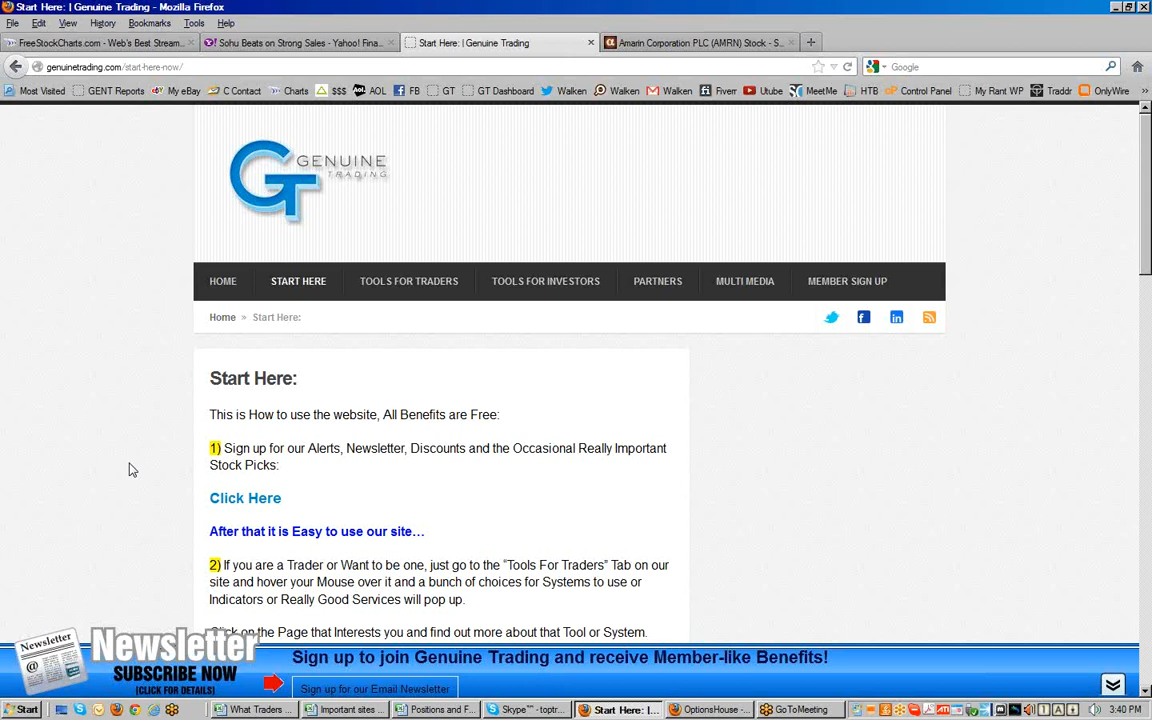 Start Here: | Genuine Trading - Mozilla Firefox
File Edit View History Bookmarks Tools Help
FreeStockCharts.com - Web's Best Stream... Sohu Beats on Strong Sales - Yahoo! Fina... Start Here: | Genuine Trading Amarin Corporation PLC (AMRN) Stock - S...
genuinetrading.com/start-here-now/ Google
Most Visited GENT Reports My eBay C Contact Charts $$$ AOL FB GT GT Dashboard Walken Walken Walken Fiverr Utube MeetMe HTB Control Panel My Rant WP Traddr OnlyWire
GENUINE
TRADING
HOME START HERE TOOLS FOR TRADERS TOOLS FOR INVESTORS PARTNERS MULTI MEDIA MEMBER SIGN UP
Home » Start Here:
Start Here:
This is How to use the website, All Benefits are Free:
1) Sign up for our Alerts, Newsletter, Discounts and the Occasional Really Important
Stock Picks:
Click Here
After that it is Easy to use our site…
2) If you are a Trader or Want to be one, just go to the “Tools For Traders” Tab on our
site and hover your Mouse over it and a bunch of choices for Systems to use or
Indicators or Really Good Services will pop up.
Click on the Page that Interests you and find out more about that Tool or System.
Newsletter
Newsletter
SUBSCRIBE NOW
(CLICK FOR DETAILS)
Sign up to join Genuine Trading and receive Member-like Benefits!
Sign up for our Email Newsletter
Start What Traders ... Important sites ... Positions and F... Skype™ - toptr... Start Here: |... OptionsHouse -... GoToMeeting 3:40 PM